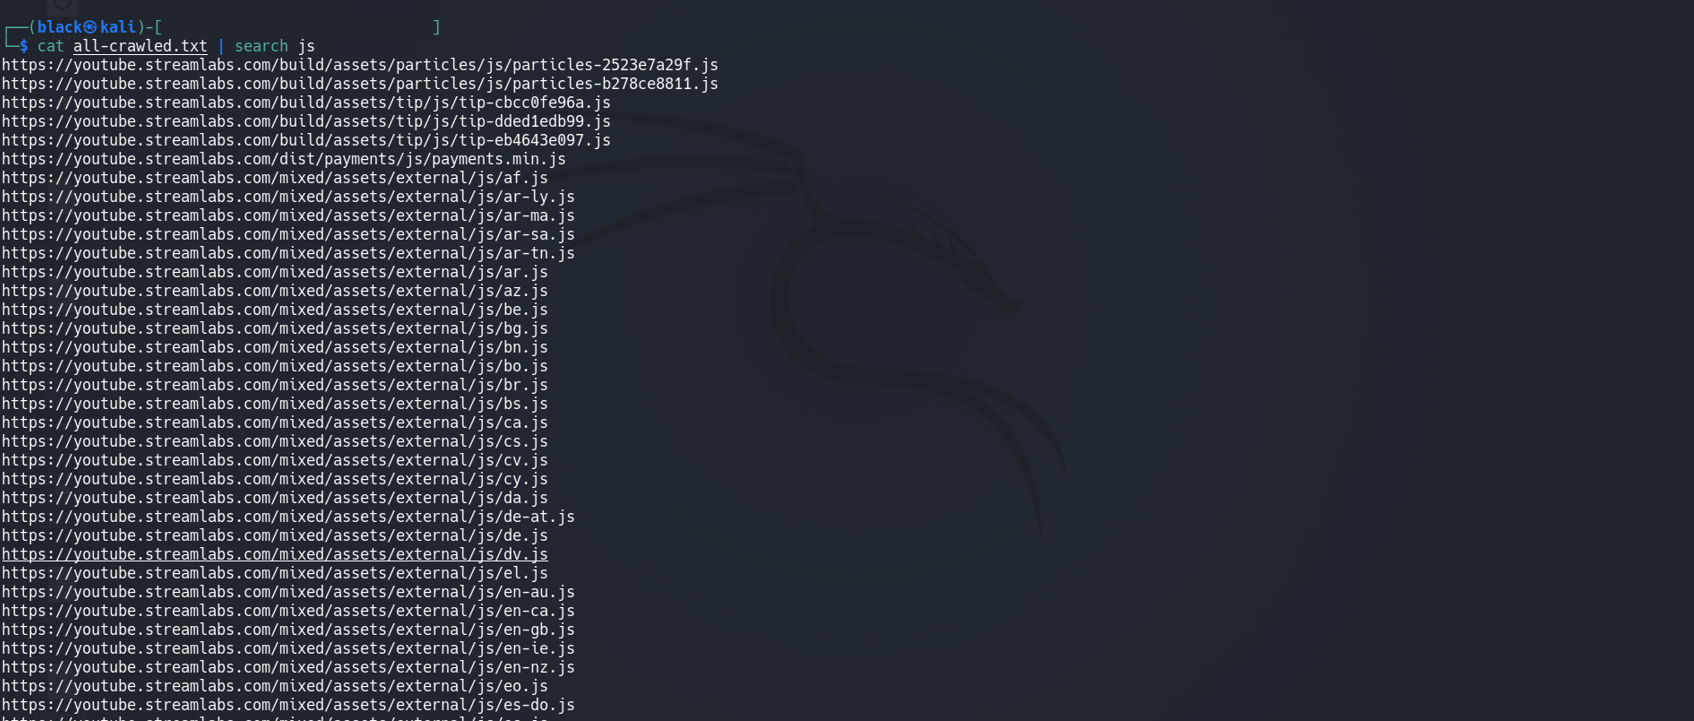 ┌──(black㉿kali)-[                              ]
└─$ cat all-crawled.txt | search js
https://youtube.streamlabs.com/build/assets/particles/js/particles-2523e7a29f.js
https://youtube.streamlabs.com/build/assets/particles/js/particles-b278ce8811.js
https://youtube.streamlabs.com/build/assets/tip/js/tip-cbcc0fe96a.js
https://youtube.streamlabs.com/build/assets/tip/js/tip-dded1edb99.js
https://youtube.streamlabs.com/build/assets/tip/js/tip-eb4643e097.js
https://youtube.streamlabs.com/dist/payments/js/payments.min.js
https://youtube.streamlabs.com/mixed/assets/external/js/af.js
https://youtube.streamlabs.com/mixed/assets/external/js/ar-ly.js
https://youtube.streamlabs.com/mixed/assets/external/js/ar-ma.js
https://youtube.streamlabs.com/mixed/assets/external/js/ar-sa.js
https://youtube.streamlabs.com/mixed/assets/external/js/ar-tn.js
https://youtube.streamlabs.com/mixed/assets/external/js/ar.js
https://youtube.streamlabs.com/mixed/assets/external/js/az.js
https://youtube.streamlabs.com/mixed/assets/external/js/be.js
https://youtube.streamlabs.com/mixed/assets/external/js/bg.js
https://youtube.streamlabs.com/mixed/assets/external/js/bn.js
https://youtube.streamlabs.com/mixed/assets/external/js/bo.js
https://youtube.streamlabs.com/mixed/assets/external/js/br.js
https://youtube.streamlabs.com/mixed/assets/external/js/bs.js
https://youtube.streamlabs.com/mixed/assets/external/js/ca.js
https://youtube.streamlabs.com/mixed/assets/external/js/cs.js
https://youtube.streamlabs.com/mixed/assets/external/js/cv.js
https://youtube.streamlabs.com/mixed/assets/external/js/cy.js
https://youtube.streamlabs.com/mixed/assets/external/js/da.js
https://youtube.streamlabs.com/mixed/assets/external/js/de-at.js
https://youtube.streamlabs.com/mixed/assets/external/js/de.js
https://youtube.streamlabs.com/mixed/assets/external/js/dv.js
https://youtube.streamlabs.com/mixed/assets/external/js/el.js
https://youtube.streamlabs.com/mixed/assets/external/js/en-au.js
https://youtube.streamlabs.com/mixed/assets/external/js/en-ca.js
https://youtube.streamlabs.com/mixed/assets/external/js/en-gb.js
https://youtube.streamlabs.com/mixed/assets/external/js/en-ie.js
https://youtube.streamlabs.com/mixed/assets/external/js/en-nz.js
https://youtube.streamlabs.com/mixed/assets/external/js/eo.js
https://youtube.streamlabs.com/mixed/assets/external/js/es-do.js